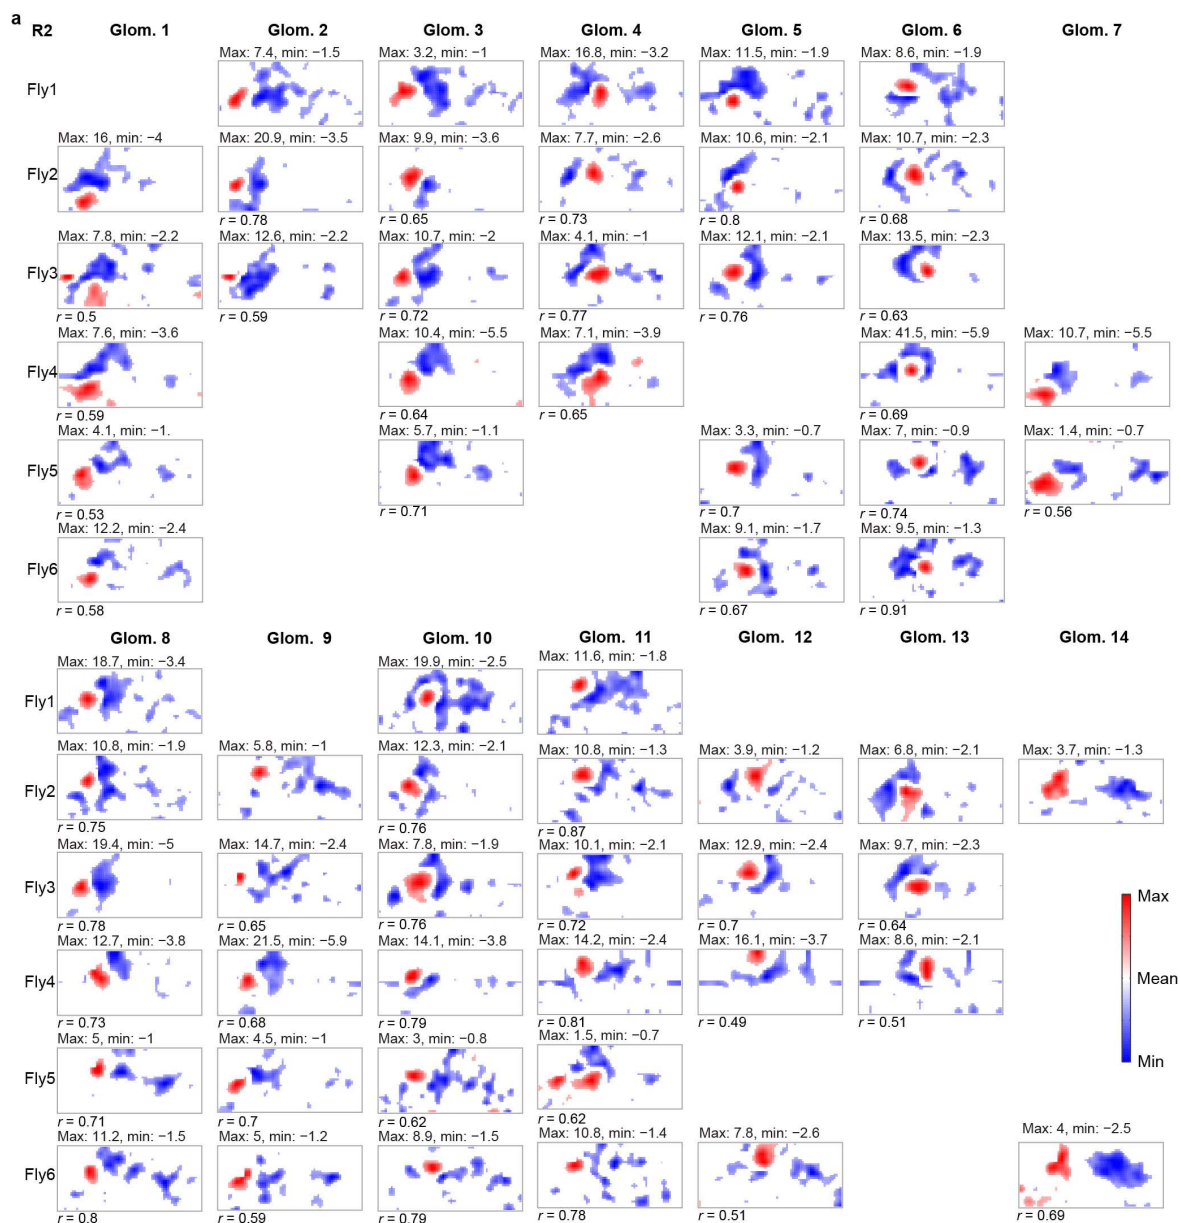 a
R2 Glom. 1 Glom. 2 Glom. 3 Glom. 4 Glom. 5 Glom. 6 Glom. 7
Max: 7.4, min: −1.5 Max: 3.2, min: −1 Max: 16.8, min: −3.2 Max: 11.5, min: −1.9 Max: 8.6, min: −1.9
Fly1
Max: 16, min: −4 Max: 20.9, min: −3.5 Max: 9.9, min: −3.6 Max: 7.7, min: −2.6 Max: 10.6, min: −2.1 Max: 10.7, min: −2.3
Fly2
r = 0.78 r = 0.65 r = 0.73 r = 0.8 r = 0.68
Max: 7.8, min: −2.2 Max: 12.6, min: −2.2 Max: 10.7, min: −2 Max: 4.1, min: −1 Max: 12.1, min: −2.1 Max: 13.5, min: −2.3
Fly3
r = 0.5 r = 0.59 r = 0.72 r = 0.77 r = 0.76 r = 0.63
Max: 7.6, min: −3.6 Max: 10.4, min: −5.5 Max: 7.1, min: −3.9 Max: 41.5, min: −5.9 Max: 10.7, min: −5.5
Fly4
r = 0.59 r = 0.64 r = 0.65 r = 0.69
Max: 4.1, min: −1. Max: 5.7, min: −1.1 Max: 3.3, min: −0.7 Max: 7, min: −0.9 Max: 1.4, min: −0.7
Fly5
r = 0.53 r = 0.71 r = 0.7 r = 0.74 r = 0.56
Max: 12.2, min: −2.4 Max: 9.1, min: −1.7 Max: 9.5, min: −1.3
Fly6
r = 0.58 r = 0.67 r = 0.91
Glom. 8 Glom. 9 Glom. 10 Glom. 11 Glom. 12 Glom. 13 Glom. 14
Max: 18.7, min: −3.4 Max: 19.9, min: −2.5 Max: 11.6, min: −1.8
Fly1
Max: 10.8, min: −1.9 Max: 5.8, min: −1 Max: 12.3, min: −2.1 Max: 10.8, min: −1.3 Max: 3.9, min: −1.2 Max: 6.8, min: −2.1 Max: 3.7, min: −1.3
Fly2
r = 0.75 r = 0.76 r = 0.87
Max: 19.4, min: −5 Max: 14.7, min: −2.4 Max: 7.8, min: −1.9 Max: 10.1, min: −2.1 Max: 12.9, min: −2.4 Max: 9.7, min: −2.3
Fly3
r = 0.78 r = 0.65 r = 0.76 r = 0.72 r = 0.7 r = 0.64
Max: 12.7, min: −3.8 Max: 21.5, min: −5.9 Max: 14.1, min: −3.8 Max: 14.2, min: −2.4 Max: 16.1, min: −3.7 Max: 8.6, min: −2.1
Fly4
r = 0.73 r = 0.68 r = 0.79 r = 0.81 r = 0.49 r = 0.51
Max: 5, min: −1 Max: 4.5, min: −1 Max: 3, min: −0.8 Max: 1.5, min: −0.7
Fly5
r = 0.71 r = 0.7 r = 0.62 r = 0.62
Max: 11.2, min: −1.5 Max: 5, min: −1.2 Max: 8.9, min: −1.5 Max: 10.8, min: −1.4 Max: 7.8, min: −2.6 Max: 4, min: −2.5
Fly6
r = 0.8 r = 0.59 r = 0.79 r = 0.78 r = 0.51 r = 0.69
Max
Mean
Min